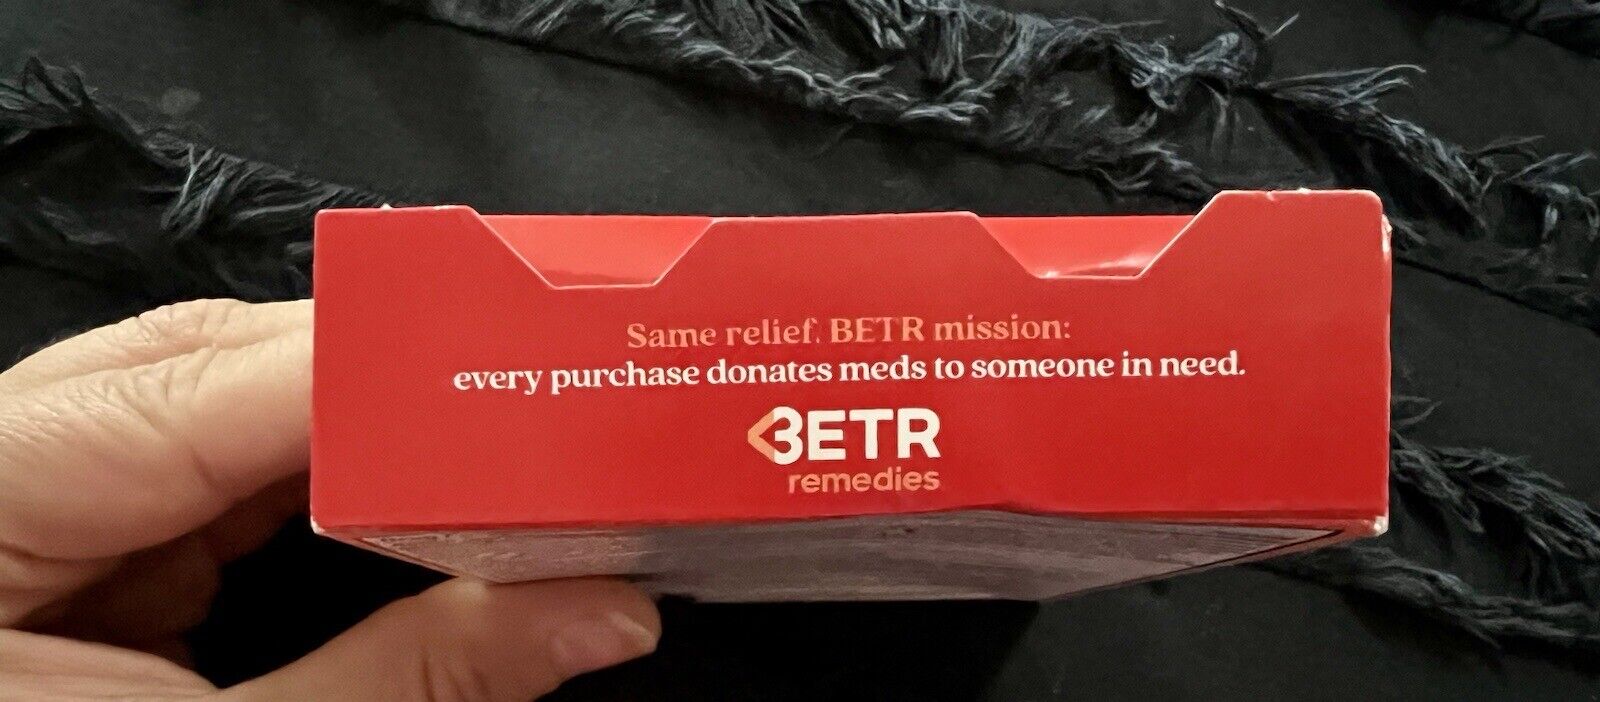 Same relief. BETR mission:
every purchase donates meds to someone in need.
BETR
remedies